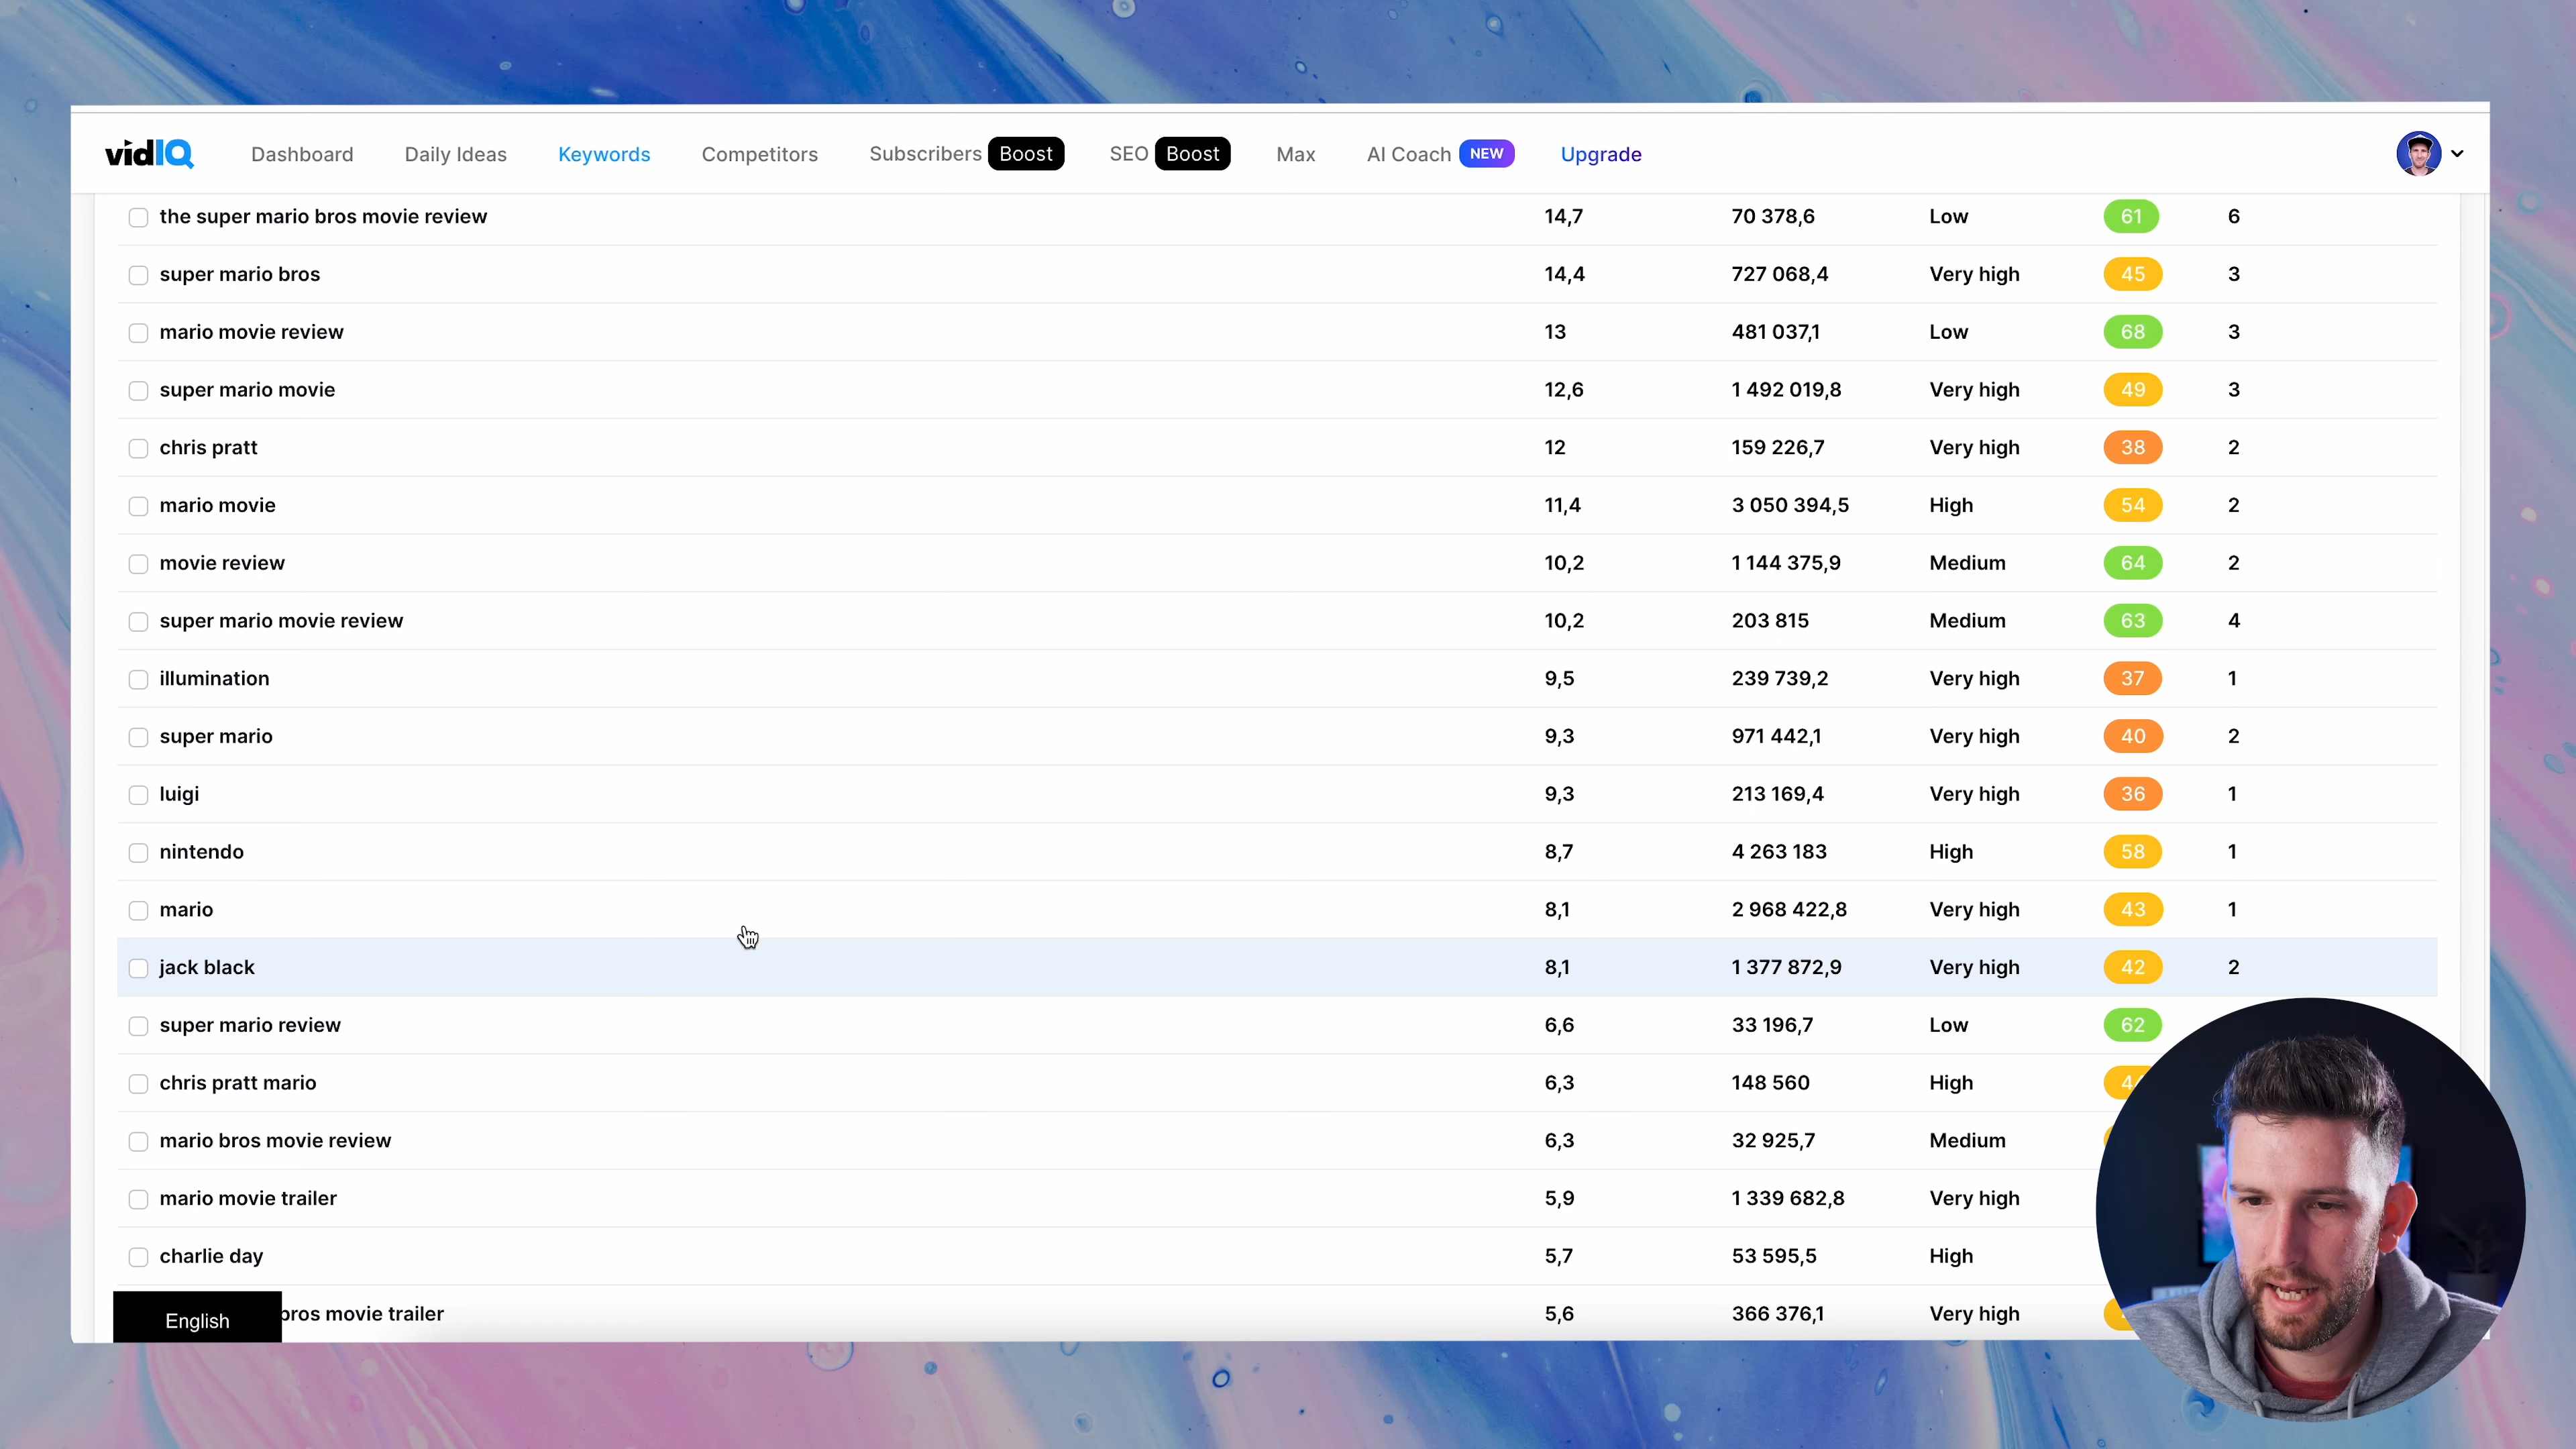 vidIQ Dashboard Daily Ideas Keywords Competitors Subscribers Boost SEO Boost Max AI Coach NEW Upgrade
the super mario bros movie review 14,7 70 378,6 Low 61 6
super mario bros 14,4 727 068,4 Very high 45 3
mario movie review 13 481 037,1 Low 68 3
super mario movie 12,6 1 492 019,8 Very high 49 3
chris pratt 12 159 226,7 Very high 38 2
mario movie 11,4 3 050 394,5 High 54 2
movie review 10,2 1 144 375,9 Medium 64 2
super mario movie review 10,2 203 815 Medium 63 4
illumination 9,5 239 739,2 Very high 37 1
super mario 9,3 971 442,1 Very high 40 2
luigi 9,3 213 169,4 Very high 36 1
nintendo 8,7 4 263 183 High 58 1
mario 8,1 2 968 422,8 Very high 43 1
jack black 8,1 1 377 872,9 Very high 42 2
super mario review 6,6 33 196,7 Low 62
chris pratt mario 6,3 148 560 High
mario bros movie review 6,3 32 925,7 Medium
mario movie trailer 5,9 1 339 682,8 Very high
charlie day 5,7 53 595,5 High
English bros movie trailer 5,6 366 376,1 Very high